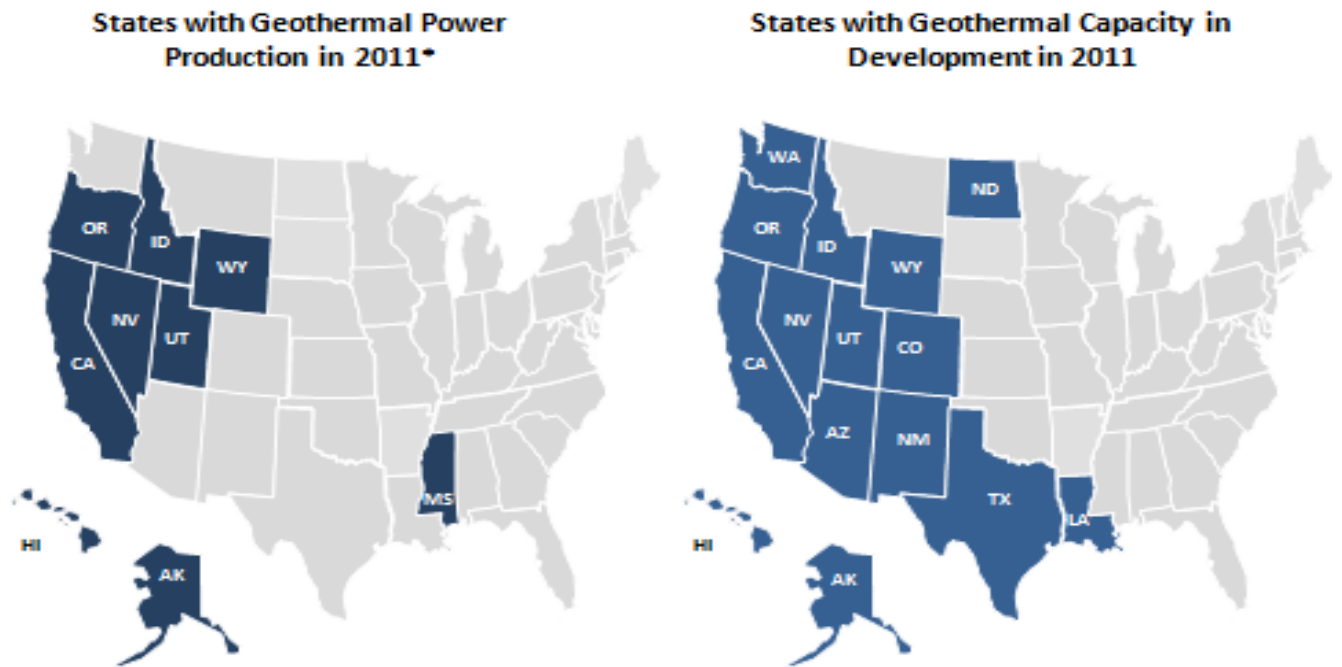 States with Geothermal Power
Production in 2011*
States with Geothermal Capacity in
Development in 2011
OR
ID
WY
NV
UT
CA
MS
HI
AK
WA
ND
OR
ID
WY
NV
UT
CO
CA
AZ
NM
TX
LA
HI
AK